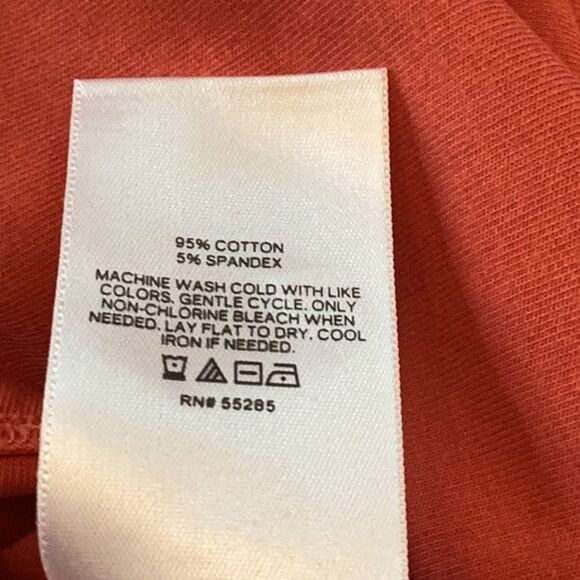 95% COTTON
5% SPANDEX
MACHINE WASH COLD WITH LIKE
COLORS. GENTLE CYCLE. ONLY
NON-CHLORINE BLEACH WHEN
NEEDED. LAY FLAT TO DRY. COOL
IRON IF NEEDED.
RN# 55285